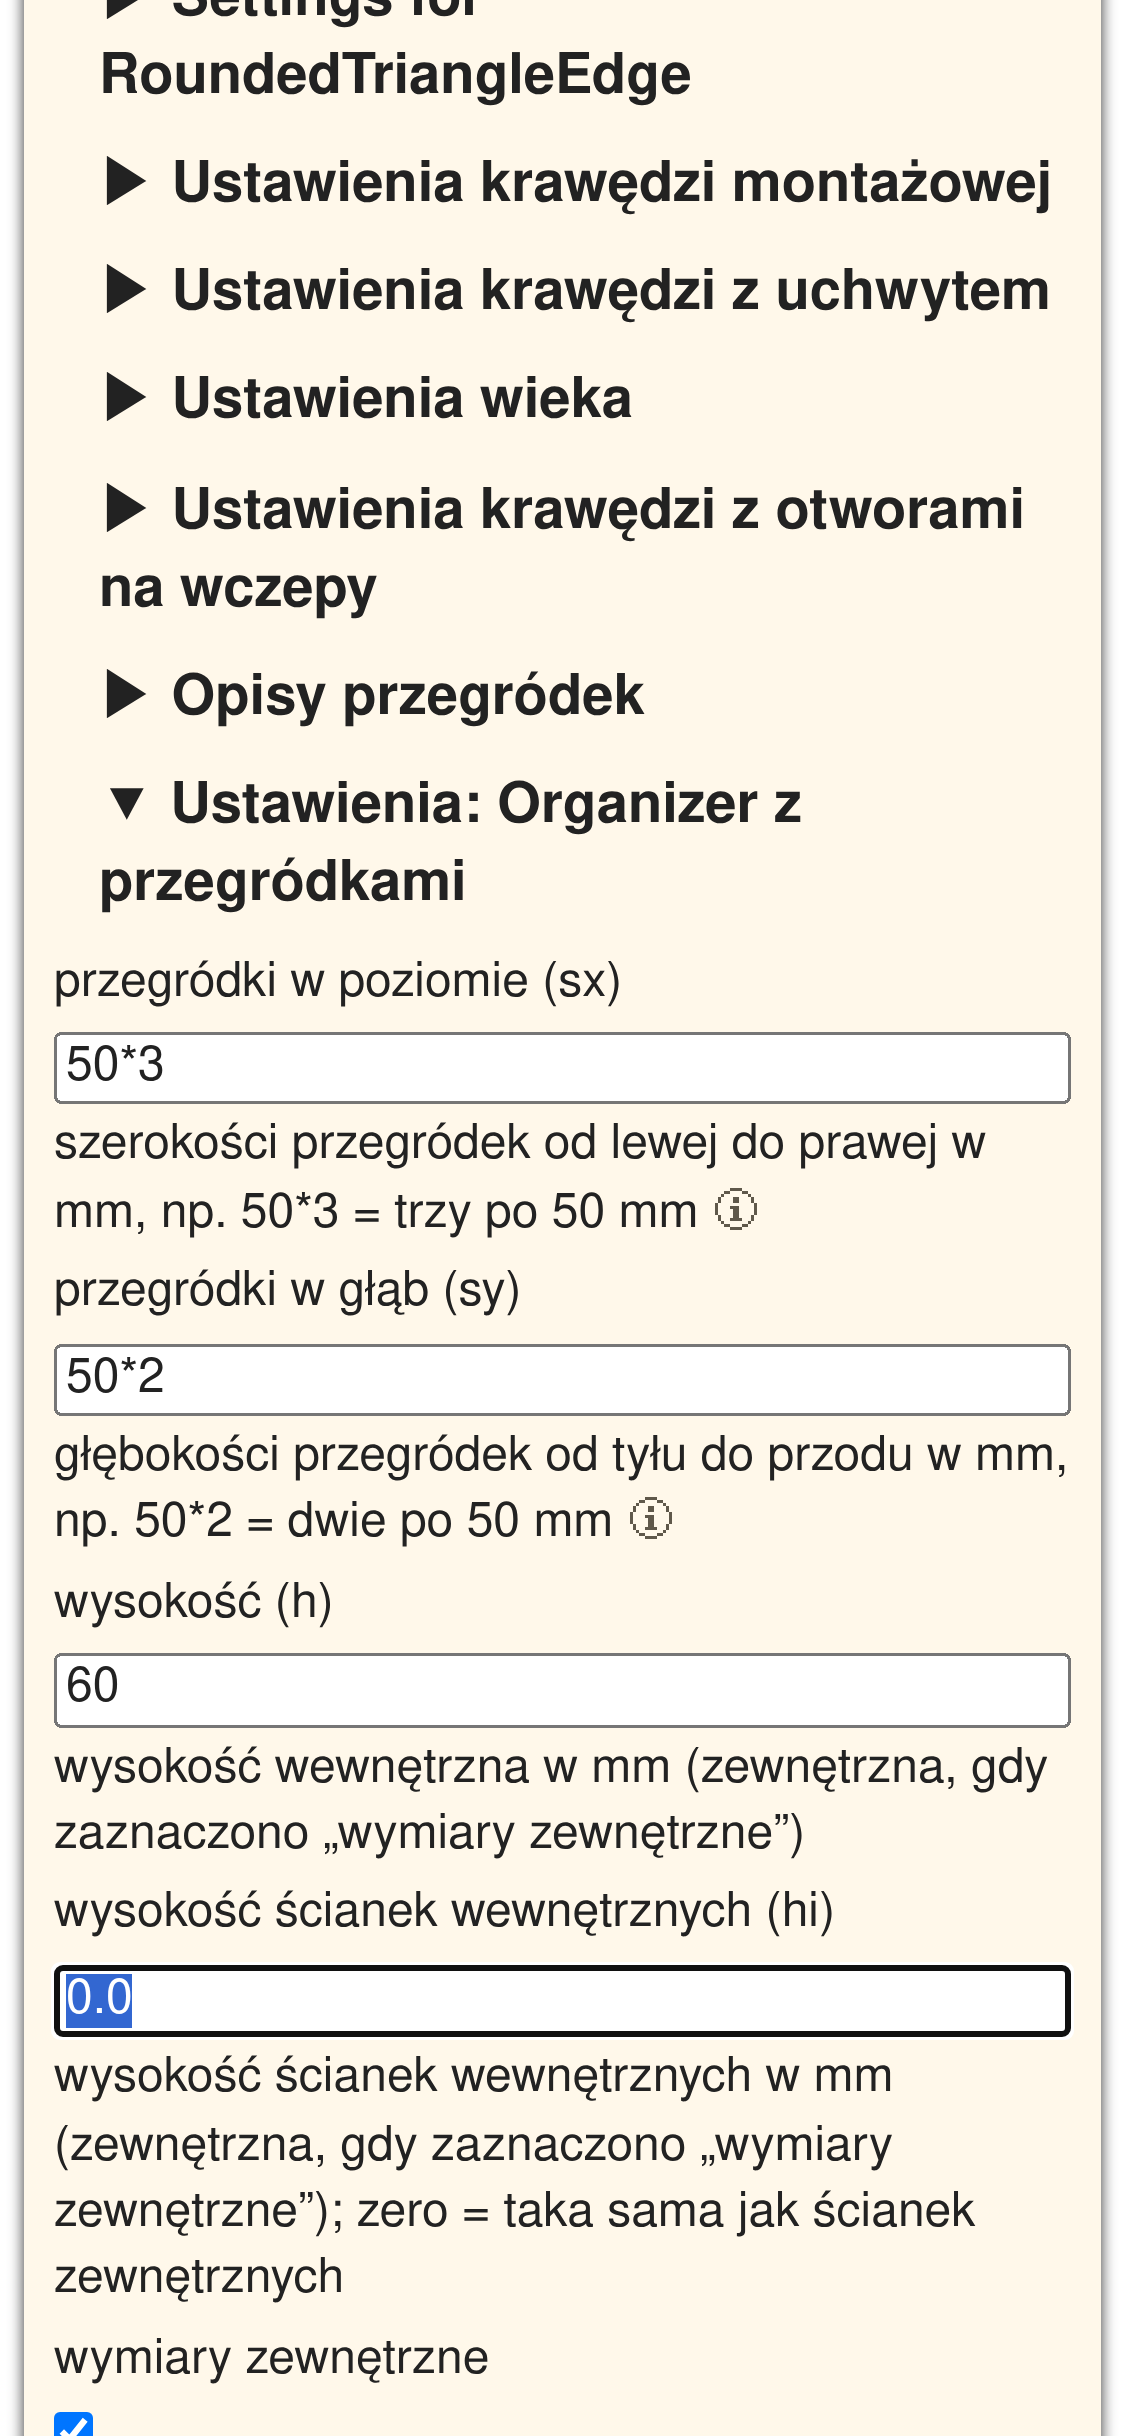 Settings for
RoundedTriangleEdge
Ustawienia krawędzi montażowej
Ustawienia krawędzi z uchwytem
Ustawienia wieka
Ustawienia krawędzi z otworami
na wczepy
Opisy przegródek
Ustawienia: Organizer z
przegródkami
przegródki w poziomie (sx)
50*3
szerokości przegródek od lewej do prawej w
mm, np. 50*3 = trzy po 50 mm
przegródki w głąb (sy)
50*2
głębokości przegródek od tyłu do przodu w mm,
np. 50*2 = dwie po 50 mm
wysokość (h)
60
wysokość wewnętrzna w mm (zewnętrzna, gdy
zaznaczono „wymiary zewnętrzne”)
wysokość ścianek wewnętrznych (hi)
0.0
wysokość ścianek wewnętrznych w mm
(zewnętrzna, gdy zaznaczono „wymiary
zewnętrzne”); zero = taka sama jak ścianek
zewnętrznych
wymiary zewnętrzne